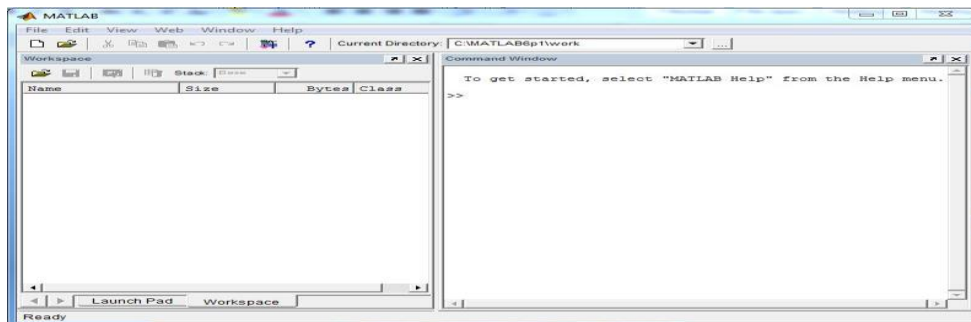 MATLAB
File Edit View Web Window Help
? Current Directory: C:\MATLAB6p1\work ...
Workspace
Stack: Base
Name Size Bytes Class
Launch Pad Workspace
Command Window
To get started, select "MATLAB Help" from the Help menu.
>>
Ready